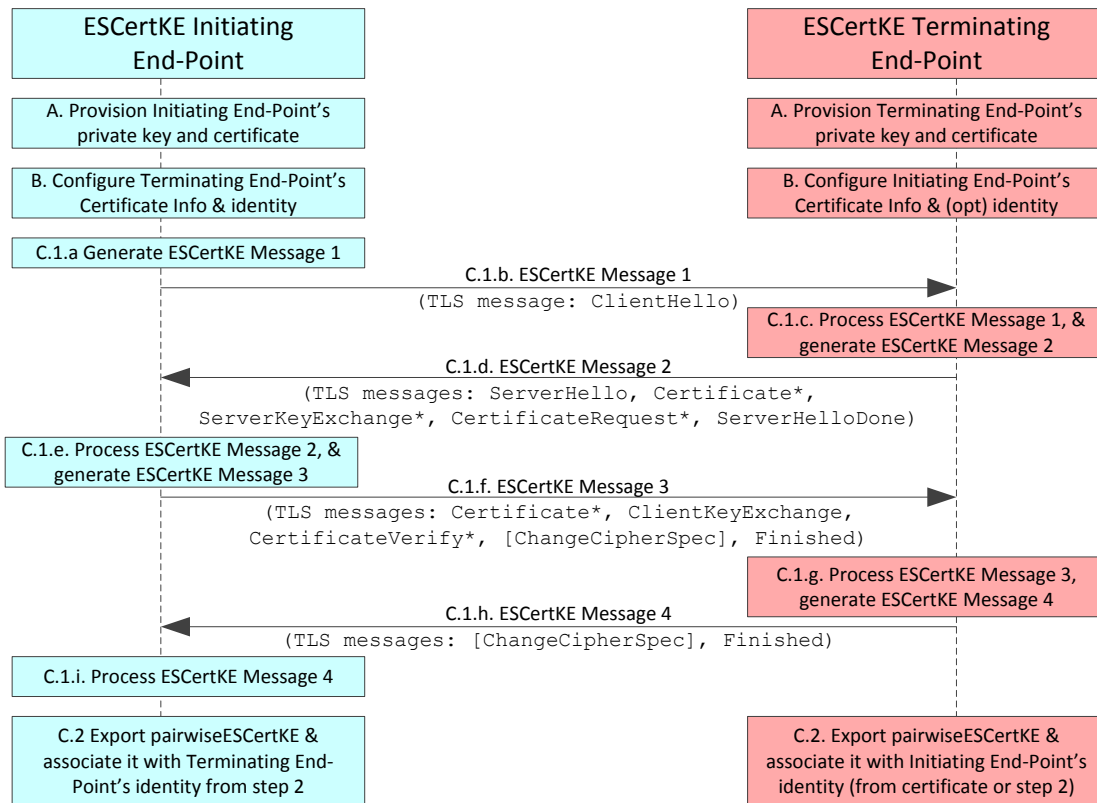 ESCertKE Initiating
End-Point
ESCertKE Terminating
End-Point
A. Provision Initiating End-Point's
private key and certificate
A. Provision Terminating End-Point's
private key and certificate
B. Configure Terminating End-Point's
Certificate Info & identity
B. Configure Initiating End-Point's
Certificate Info & (opt) identity
C.1.a Generate ESCertKE Message 1
C.1.b. ESCertKE Message 1
(TLS message: ClientHello)
C.1.c. Process ESCertKE Message 1, &
generate ESCertKE Message 2
C.1.d. ESCertKE Message 2
(TLS messages: ServerHello, Certificate*,
ServerKeyExchange*, CertificateRequest*, ServerHelloDone)
C.1.e. Process ESCertKE Message 2, &
generate ESCertKE Message 3
C.1.f. ESCertKE Message 3
(TLS messages: Certificate*, ClientKeyExchange,
CertificateVerify*, [ChangeCipherSpec], Finished)
C.1.g. Process ESCertKE Message 3,
generate ESCertKE Message 4
C.1.h. ESCertKE Message 4
(TLS messages: [ChangeCipherSpec], Finished)
C.1.i. Process ESCertKE Message 4
C.2 Export pairwiseESCertKE &
associate it with Terminating End-
Point's identity from step 2
C.2. Export pairwiseESCertKE &
associate it with Initiating End-Point's
identity (from certificate or step 2)